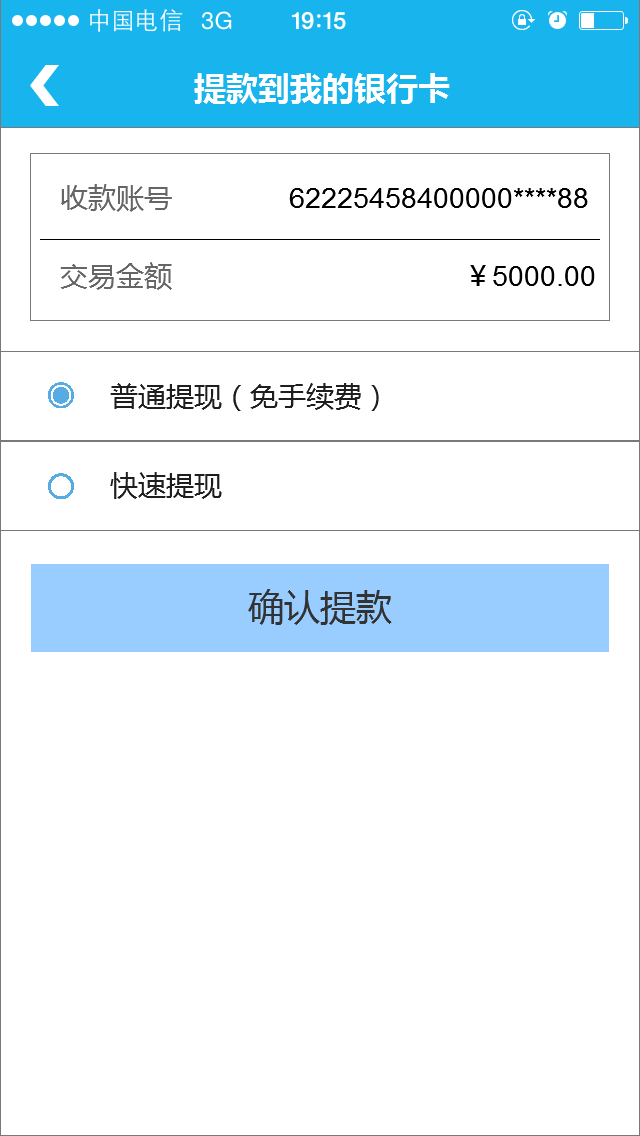 中国电信 3G 19:15
提款到我的银行卡
收款账号 62225458400000****88
交易金额 ￥5000.00
普通提现（免手续费）
快速提现
确认提款